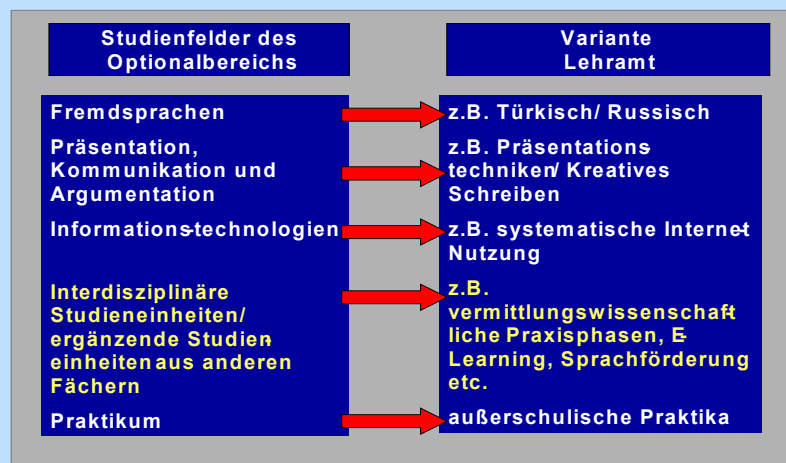 Studienfelder des
Optionalbereichs
Variante
Lehramt
Fremdsprachen
z.B. Türkisch/ Russisch
Präsentation,
Kommunikation und
Argumentation
z.B. Präsentations-
techniken/ Kreatives
Schreiben
Informations-technologien
z.B. systematische Internet-
Nutzung
Interdisziplinäre
Studieneinheiten/
ergänzende Studien-
einheiten aus anderen
Fächern
z.B.
vermittlungswissenschaft-
liche Praxisphasen, E-
Learning, Sprachförderung
etc.
Praktikum
außerschulische Praktika